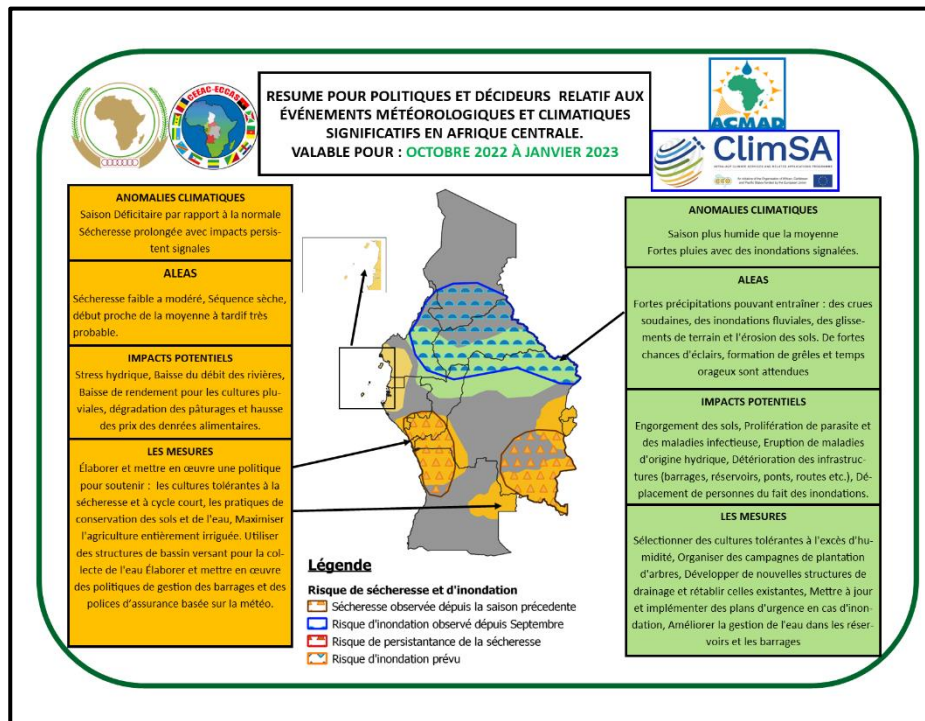 CEEAC-ECCAS
RESUME POUR POLITIQUES ET DÉCIDEURS RELATIF AUX
ÉVÉNEMENTS MÉTÉOROLOGIQUES ET CLIMATIQUES
SIGNIFICATIFS EN AFRIQUE CENTRALE.
VALABLE POUR : OCTOBRE 2022 À JANVIER 2023
ACMAD
ClimSA
ANOMALIES CLIMATIQUES
Saison Déficitaire par rapport à la normale
Sécheresse prolongée avec impacts persis-
tent signales
ALEAS
Sécheresse faible a modéré, Séquence sèche,
début proche de la moyenne à tardif très
probable.
IMPACTS POTENTIELS
Stress hydrique, Baisse du débit des rivières,
Baisse de rendement pour les cultures plu-
viales, dégradation des pâturages et hausse
des prix des denrées alimentaires.
LES MESURES
Élaborer et mettre en œuvre une politique
pour soutenir : les cultures tolérantes à la
sécheresse et à cycle court, les pratiques de
conservation des sols et de l'eau, Maximiser
l'agriculture entièrement irriguée. Utiliser
des structures de bassin versant pour la col-
lecte de l'eau Élaborer et mettre en œuvre
des politiques de gestion des barrages et des
polices d'assurance basée sur la météo.
Légende
Risque de sécheresse et d'inondation
Sécheresse observée dépuis la saison précedente
Risque d'inondation observé dépuis Septembre
Risque de persistantance de la sécheresse
Risque d'inondation prévu
ANOMALIES CLIMATIQUES
Saison plus humide que la moyenne
Fortes pluies avec des inondations signalées.
ALEAS
Fortes précipitations pouvant entraîner : des crues
soudaines, des inondations fluviales, des glisse-
ments de terrain et l'érosion des sols. De fortes
chances d'éclairs, formation de grêles et temps
orageux sont attendues
IMPACTS POTENTIELS
Engorgement des sols, Prolifération de parasite et
des maladies infectieuse, Eruption de maladies
d'origine hydrique, Détérioration des infrastruc-
tures (barrages, réservoirs, ponts, routes etc.), Dé-
placement de personnes du fait des inondations.
LES MESURES
Sélectionner des cultures tolérantes à l'excès d'hu-
midité, Organiser des campagnes de plantation
d'arbres, Développer de nouvelles structures de
drainage et rétablir celles existantes, Mettre à jour
et implémenter des plans d'urgence en cas d'inon-
dation, Améliorer la gestion de l'eau dans les réser-
voirs et les barrages